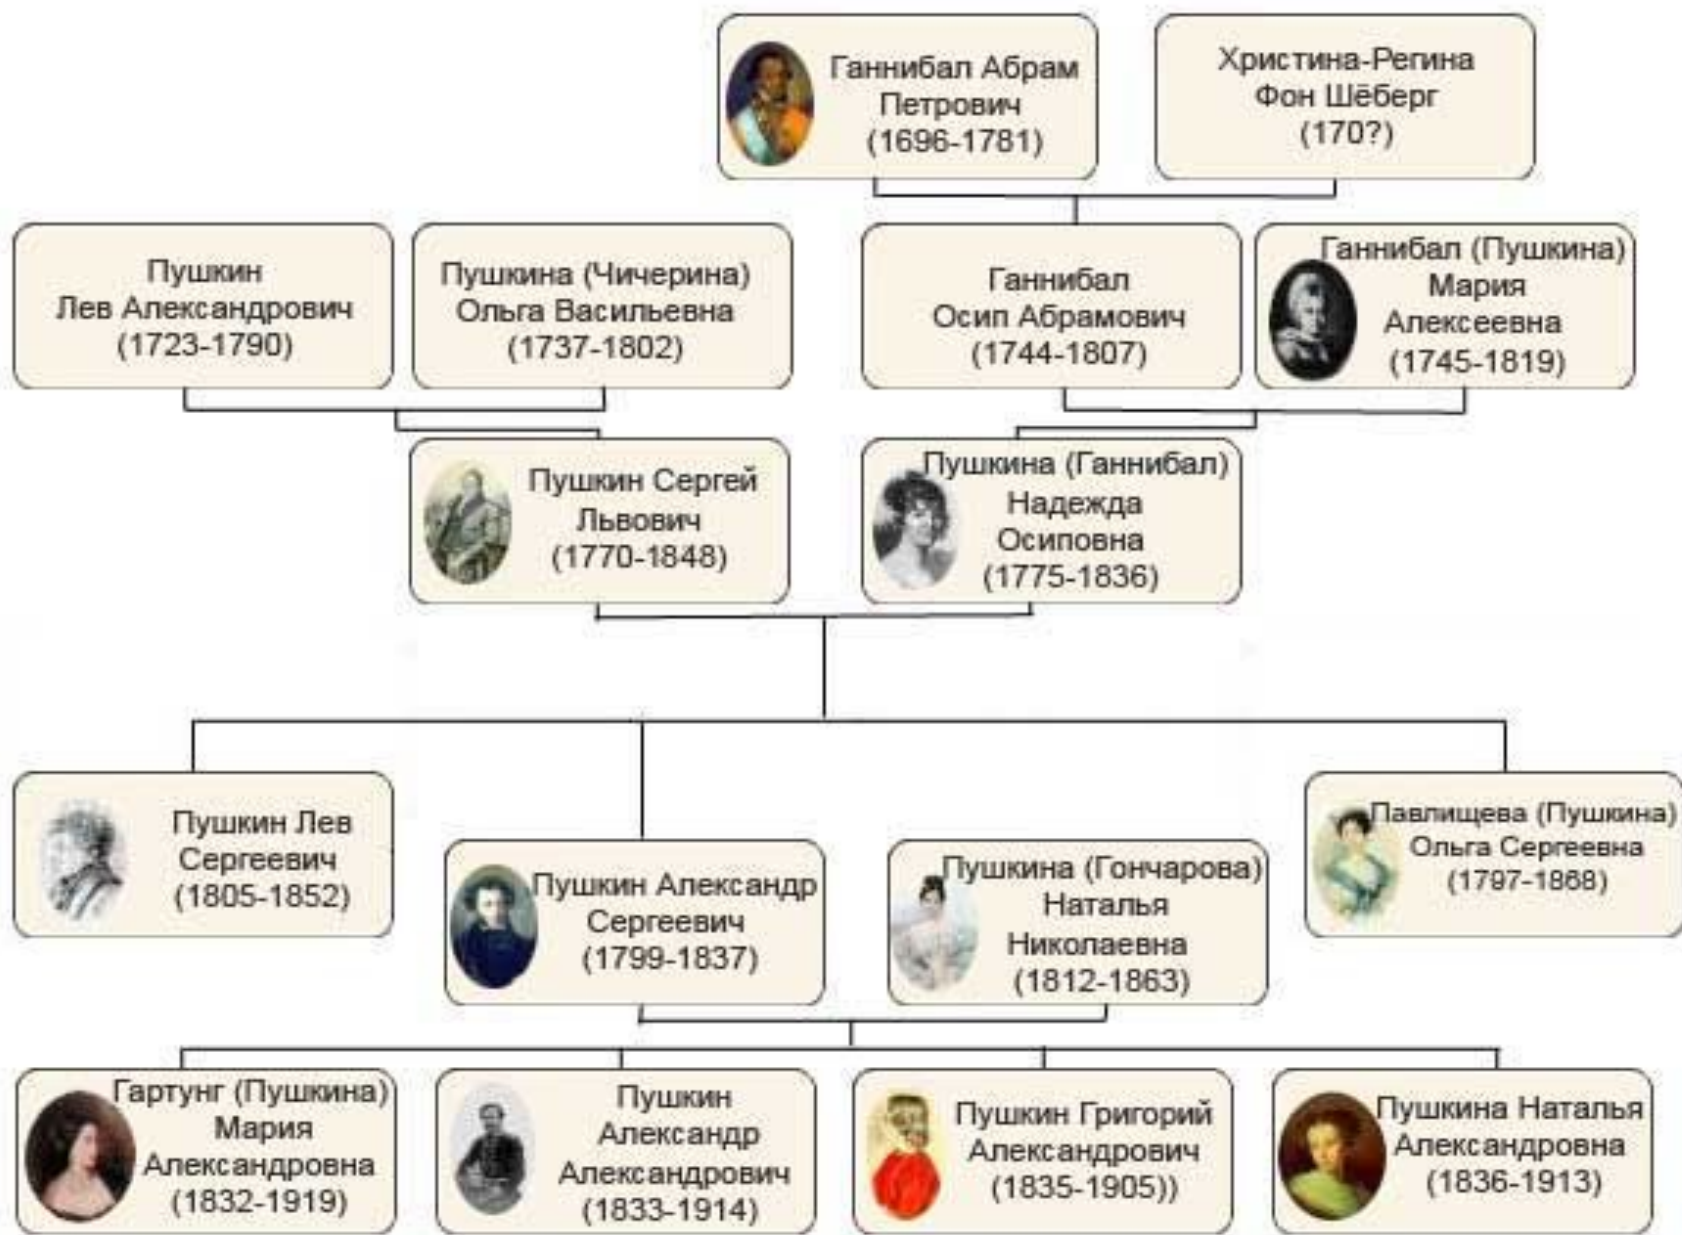 Ганнибал Абрам
Петрович
(1696-1781)
Христина-Регина
Фон Шёберг
(170?)
Пушкин
Лев Александрович
(1723-1790)
Пушкина (Чичерина)
Ольга Васильевна
(1737-1802)
Ганнибал
Осип Абрамович
(1744-1807)
Ганнибал (Пушкина)
Мария
Алексеевна
(1745-1819)
Пушкин Сергей
Львович
(1770-1848)
Пушкина (Ганнибал)
Надежда
Осиповна
(1775-1836)
Пушкин Лев
Сергеевич
(1805-1852)
Пушкин Александр
Сергеевич
(1799-1837)
Пушкина (Гончарова)
Наталья
Николаевна
(1812-1863)
Павлищева (Пушкина)
Ольга Сергеевна
(1797-1868)
Гартунг (Пушкина)
Мария
Александровна
(1832-1919)
Пушкин
Александр
Александрович
(1833-1914)
Пушкин Григорий
Александрович
(1835-1905))
Пушкина Наталья
Александровна
(1836-1913)